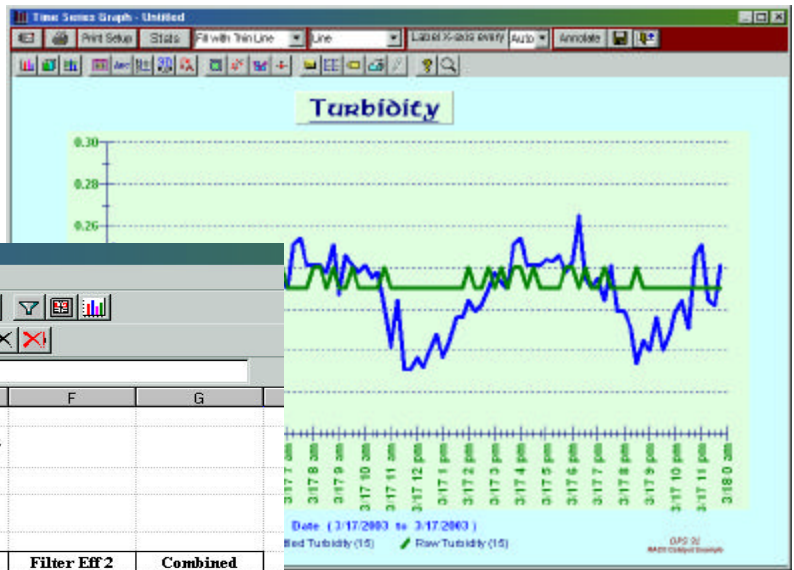 Time Series Graph - Untitled
Print Setup Stats Fill with Thin Line Line Label X-axis every Auto Annotate
Turbidity
0.30
0.28
0.26
F G
3/17 7 am
3/17 8 am
3/17 9 am
3/17 10 am
3/17 11 am
3/17 12 pm
3/17 1 pm
3/17 2 pm
3/17 3 pm
3/17 4 pm
3/17 5 pm
3/17 6 pm
3/17 7 pm
3/17 8 pm
3/17 9 pm
3/17 10 pm
3/17 11 pm
3/18 0 am
Date ( 3/17/2003 to 3/17/2003 )
Turbidity (15) Raw Turbidity (15)
Filter Eff 2 Combined